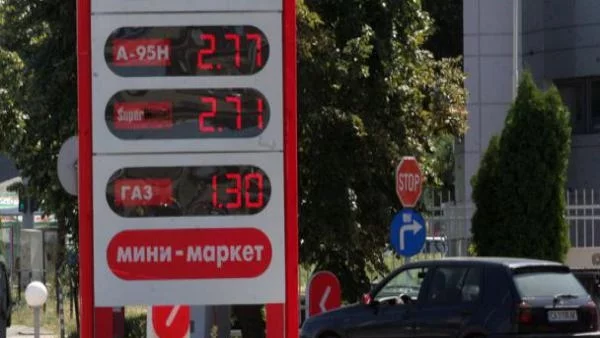 А-95Н 2.77
Super 2.71
ГАЗ 1.30
мини-маркет
STOP